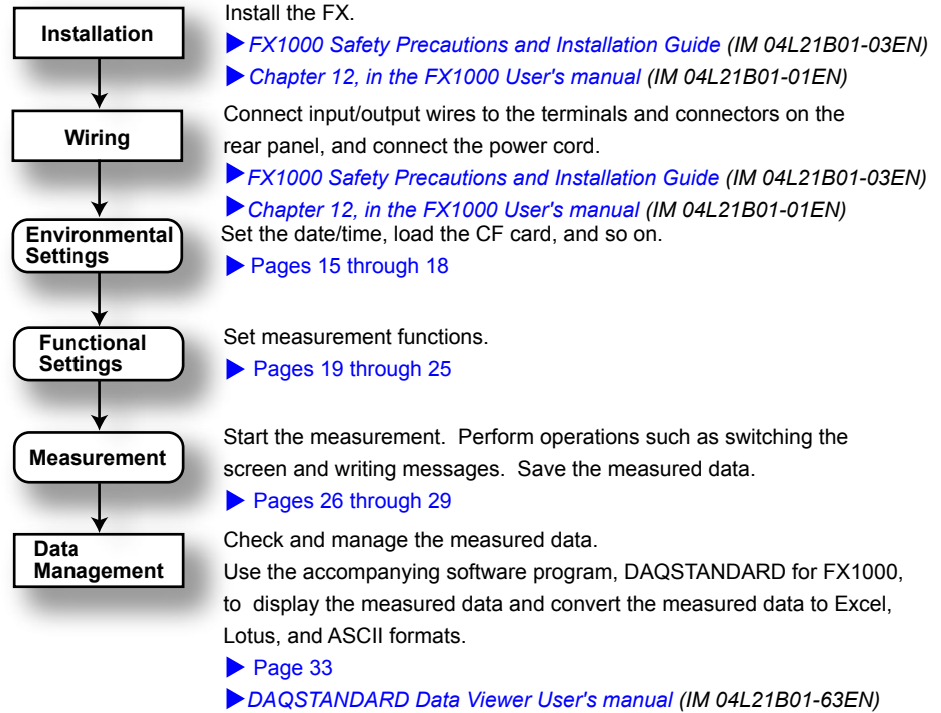 Installation
Install the FX.
▶ FX1000 Safety Precautions and Installation Guide (IM 04L21B01-03EN)
▶ Chapter 12, in the FX1000 User's manual (IM 04L21B01-01EN)
Wiring
Connect input/output wires to the terminals and connectors on the
rear panel, and connect the power cord.
▶ FX1000 Safety Precautions and Installation Guide (IM 04L21B01-03EN)
▶ Chapter 12, in the FX1000 User's manual (IM 04L21B01-01EN)
Environmental
Settings
Set the date/time, load the CF card, and so on.
▶ Pages 15 through 18
Functional
Settings
Set measurement functions.
▶ Pages 19 through 25
Measurement
Start the measurement. Perform operations such as switching the
screen and writing messages. Save the measured data.
▶ Pages 26 through 29
Data
Management
Check and manage the measured data.
Use the accompanying software program, DAQSTANDARD for FX1000,
to display the measured data and convert the measured data to Excel,
Lotus, and ASCII formats.
▶ Page 33
▶ DAQSTANDARD Data Viewer User's manual (IM 04L21B01-63EN)